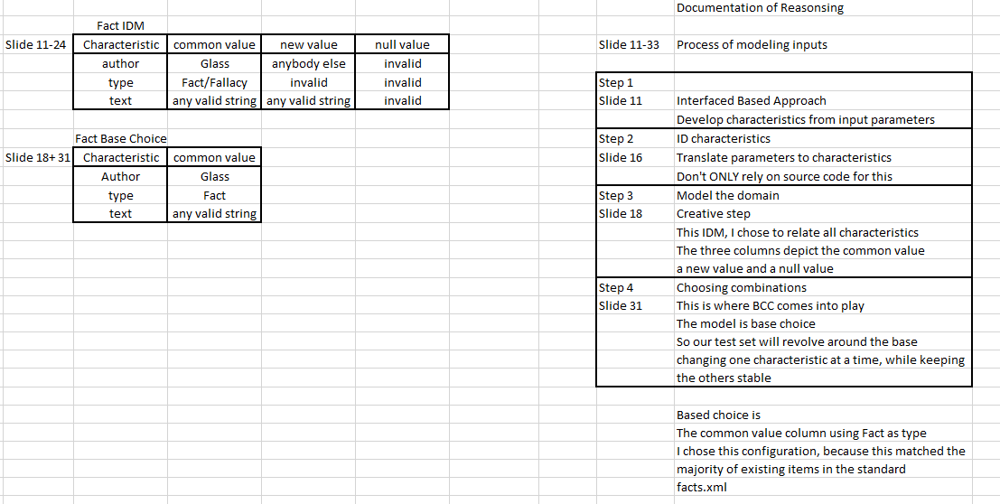 Documentation of Reasonsing
Fact IDM
Slide 11-24 Characteristic common value new value null value
author Glass anybody else invalid
type Fact/Fallacy invalid invalid
text any valid string any valid string invalid
Fact Base Choice
Slide 18+ 31 Characteristic common value
Author Glass
type Fact
text any valid string
Slide 11-33 Process of modeling inputs
Step 1
Slide 11 Interfaced Based Approach
Develop characteristics from input parameters
Step 2 ID characteristics
Slide 16 Translate parameters to characteristics
Don't ONLY rely on source code for this
Step 3 Model the domain
Slide 18 Creative step
This IDM, I chose to relate all characteristics
The three columns depict the common value
a new value and a null value
Step 4 Choosing combinations
Slide 31 This is where BCC comes into play
The model is base choice
So our test set will revolve around the base
changing one characteristic at a time, while keeping
the others stable
Based choice is
The common value column using Fact as type
I chose this configuration, because this matched the
majority of existing items in the standard
facts.xml